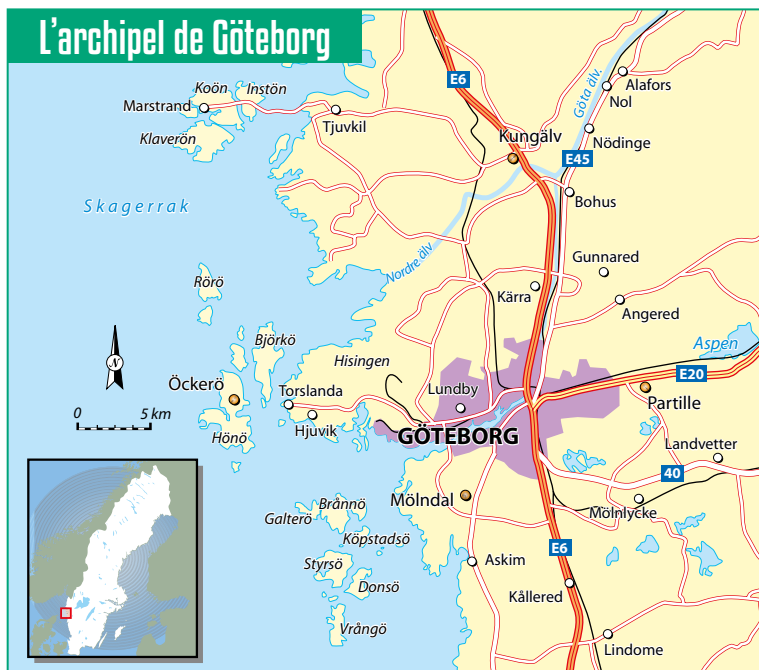 L'archipel de Göteborg
E6
Göta älv.
Alafors
Nol
Koön
Instön
Marstrand
Tjuvkil
Klaverön
Kungälv
Nödinge
E45
Bohus
Skagerrak
Nordre älv.
Gunnared
Rörö
Kärra
Angered
Björkö
Aspen
Hisingen
N
Öckerö
Torslanda
Lundby
E20
Partille
0 5 km
Hjuvik
Hönö
GÖTEBORG
Landvetter
40
Mölndal
Brånnö
Galterö
Mölnlycke
Köpstadsö
E6
Styrsö
Askim
Donsö
Kållered
Vrångö
Lindome